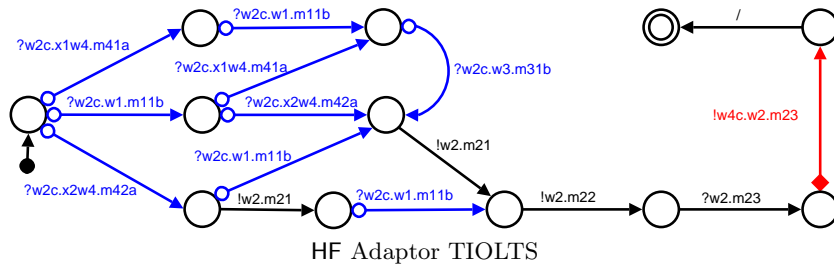 ?w2c.w1.m11b
/
?w2c.x1w4.m41a
?w2c.x1w4.m41a
?w2c.w3.m31b
?w2c.w1.m11b
?w2c.x2w4.m42a
!w4c.w2.m23
?w2c.w1.m11b
!w2.m21
?w2c.x2w4.m42a
!w2.m21
?w2c.w1.m11b
!w2.m22
?w2.m23
HF Adaptor TIOLTS